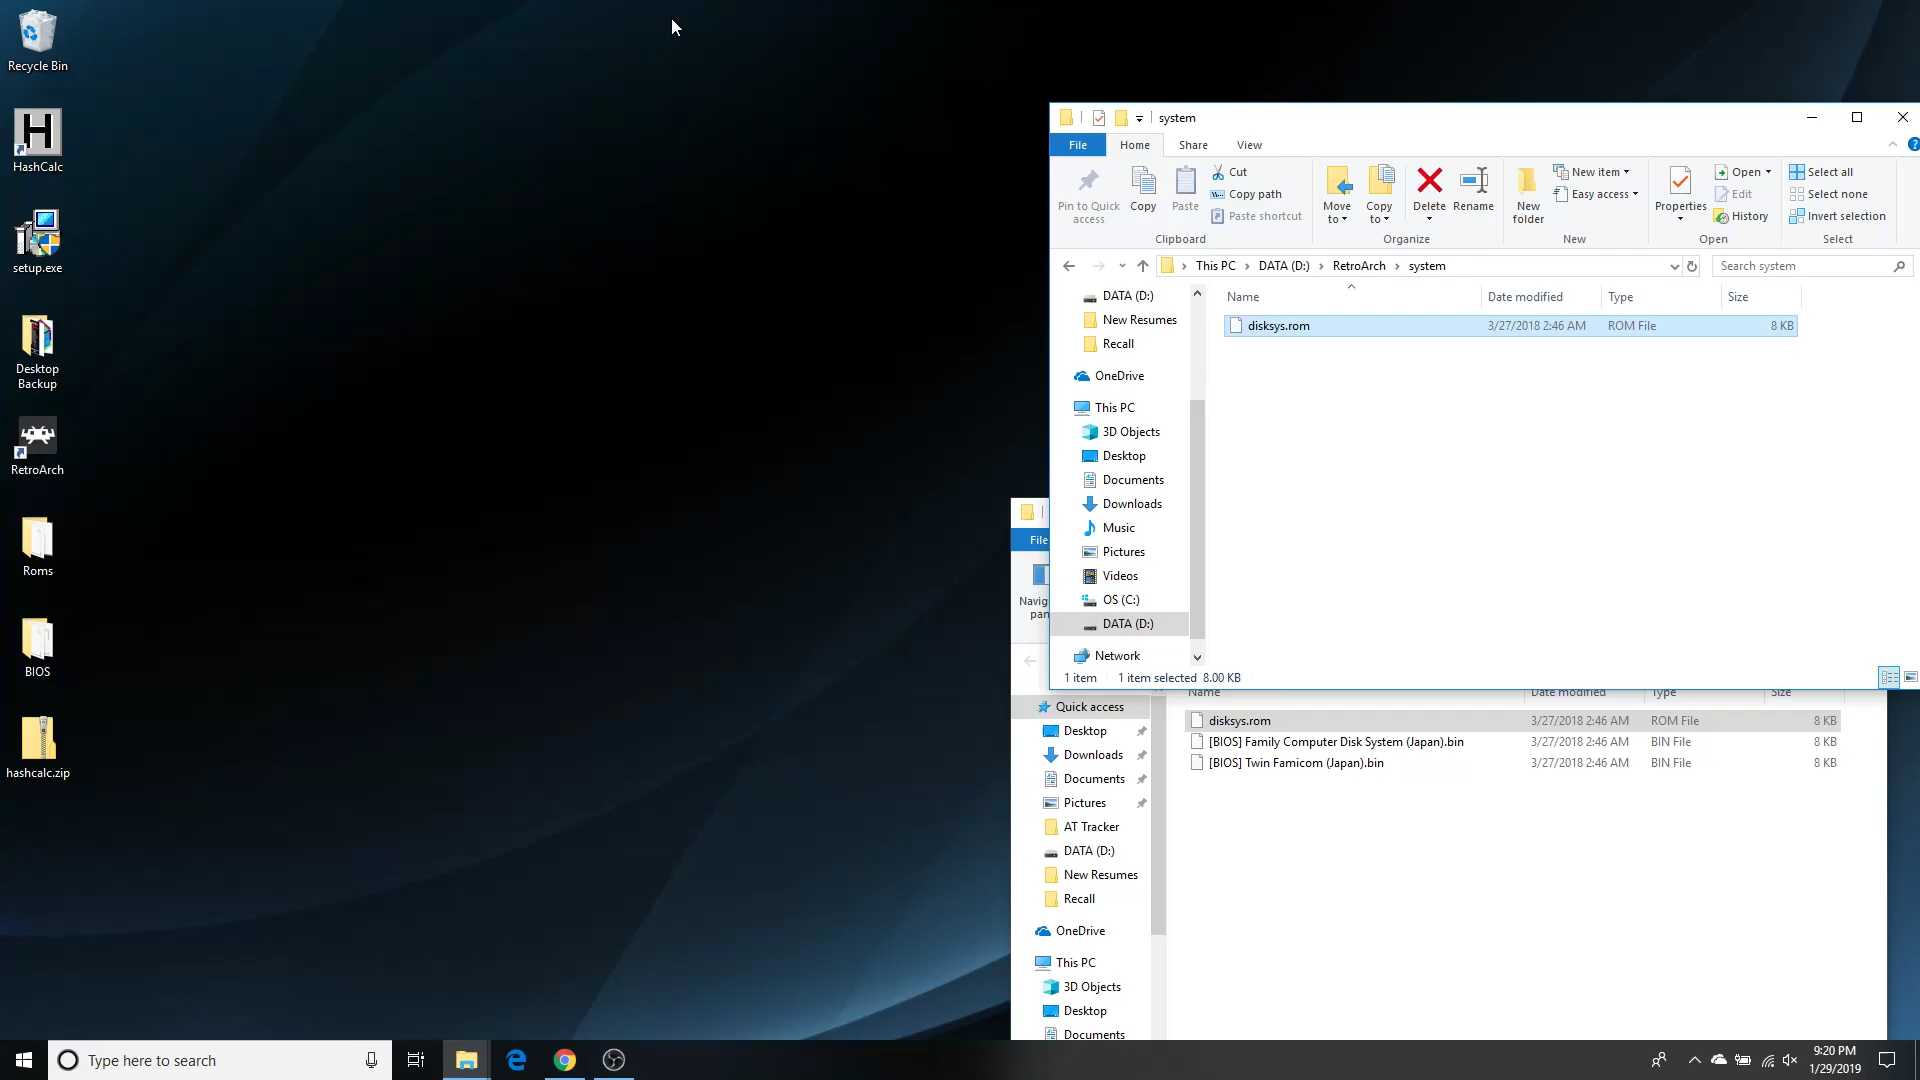 Recycle Bin
HashCalc
setup.exe
Desktop
Backup
RetroArch
Roms
BIOS
hashcalc.zip
system
File
Home
Share
View
Pin to Quick
access
Copy
Paste
Cut
Copy path
Paste shortcut
Clipboard
Move
to
Copy
to
Delete
Rename
Organize
New
folder
New item
Easy access
New
Properties
Open
Edit
History
Open
Select all
Select none
Invert selection
Select
This PC
DATA (D:)
RetroArch
system
Search system
Name
Date modified
Type
Size
disksys.rom
3/27/2018 2:46 AM
ROM File
8 KB
DATA (D:)
New Resumes
Recall
OneDrive
This PC
3D Objects
Desktop
Documents
Downloads
Music
Pictures
Videos
OS (C:)
DATA (D:)
Network
1 item
1 item selected 8.00 KB
File
Navig
pan
Name
Date modified
Type
Size
disksys.rom
3/27/2018 2:46 AM
ROM File
8 KB
[BIOS] Family Computer Disk System (Japan).bin
3/27/2018 2:46 AM
BIN File
8 KB
[BIOS] Twin Famicom (Japan).bin
3/27/2018 2:46 AM
BIN File
8 KB
Quick access
Desktop
Downloads
Documents
Pictures
AT Tracker
DATA (D:)
New Resumes
Recall
OneDrive
This PC
3D Objects
Desktop
Documents
Type here to search
9:20 PM
1/29/2019